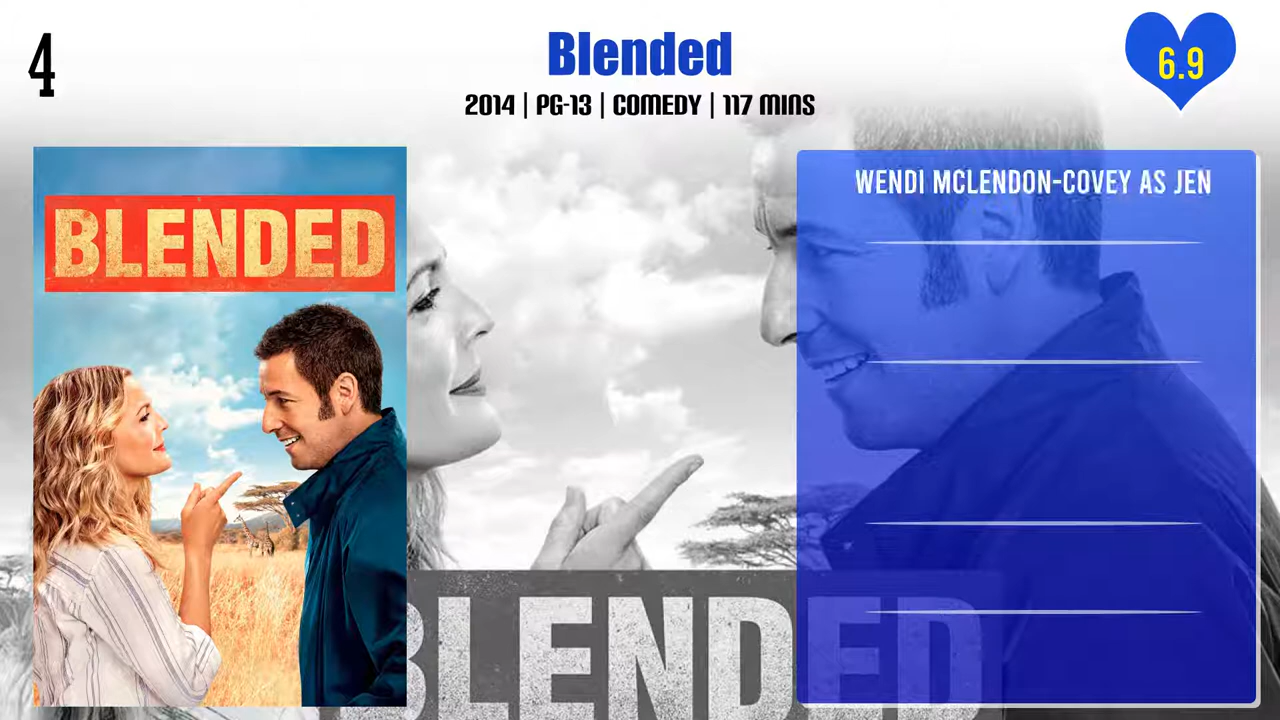 4
Blended
2014 | PG-13 | COMEDY | 117 MINS
6.9
BLENDED
WENDI MCLENDON-COVEY AS JEN
BLENDED